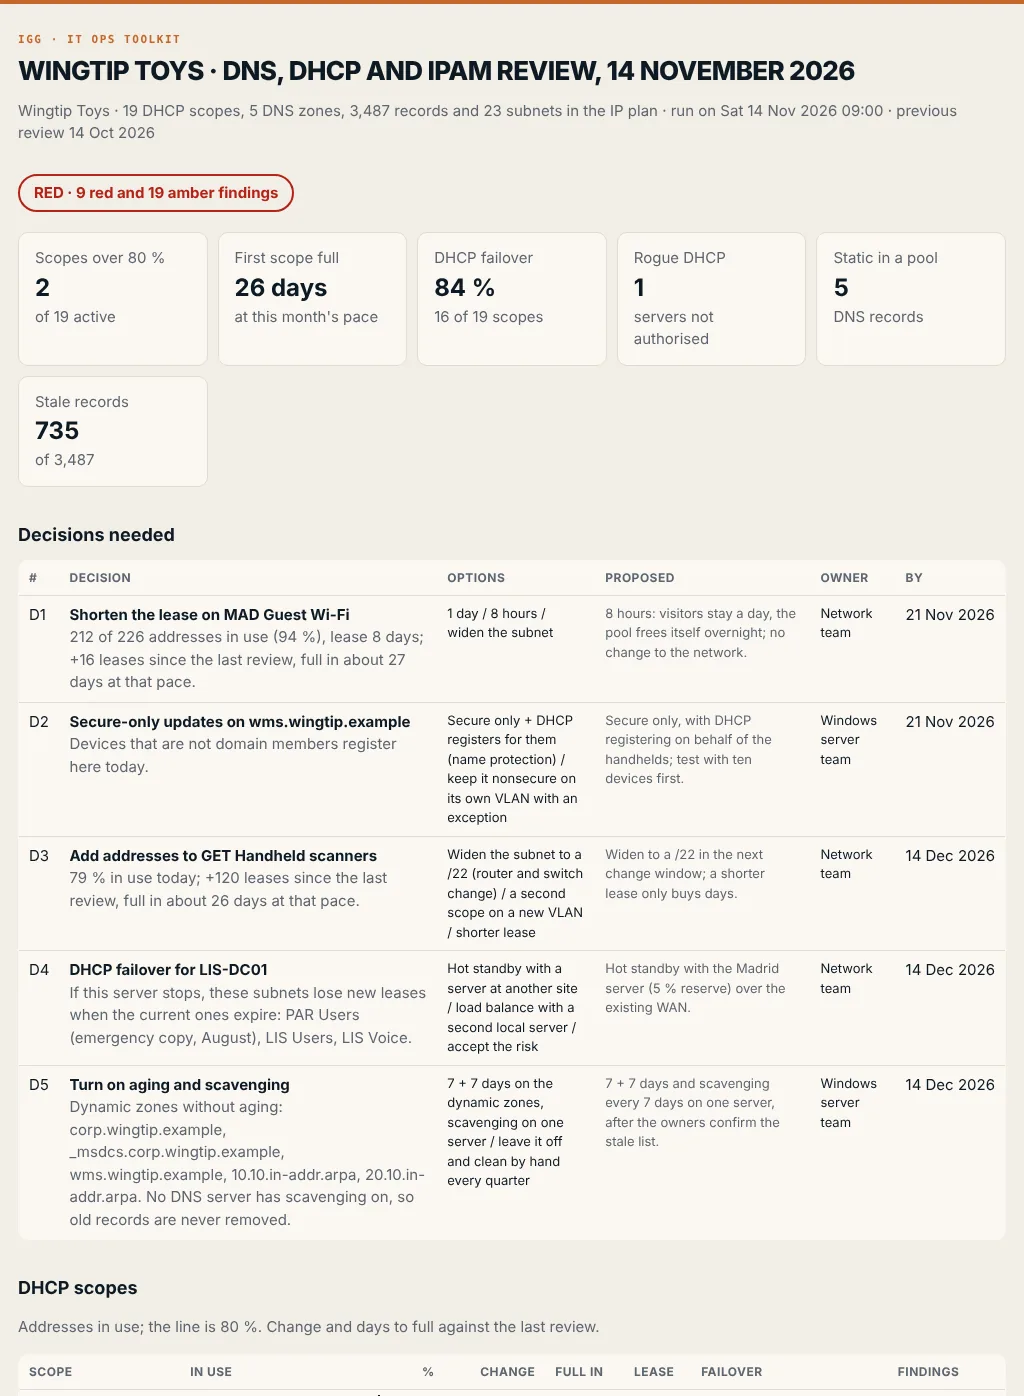 IGG · IT OPS TOOLKIT
WINGTIP TOYS · DNS, DHCP AND IPAM REVIEW, 14 NOVEMBER 2026
Wingtip Toys · 19 DHCP scopes, 5 DNS zones, 3,487 records and 23 subnets in the IP plan · run on Sat 14 Nov 2026 09:00 · previous
review 14 Oct 2026
RED · 9 red and 19 amber findings
Scopes over 80 %
2
of 19 active
First scope full
26 days
at this month's pace
DHCP failover
84 %
16 of 19 scopes
Rogue DHCP
1
servers not
authorised
Static in a pool
5
DNS records
Stale records
735
of 3,487
Decisions needed
# DECISION OPTIONS PROPOSED OWNER BY
D1
Shorten the lease on MAD Guest Wi-Fi
212 of 226 addresses in use (94 %), lease 8 days;
+16 leases since the last review, full in about 27
days at that pace.
1 day / 8 hours /
widen the subnet
8 hours: visitors stay a day, the
pool frees itself overnight; no
change to the network.
Network
team
21 Nov 2026
D2
Secure-only updates on wms.wingtip.example
Devices that are not domain members register
here today.
Secure only + DHCP
registers for them
(name protection) /
keep it nonsecure on
its own VLAN with an
exception
Secure only, with DHCP
registering on behalf of the
handhelds; test with ten
devices first.
Windows
server
team
21 Nov 2026
D3
Add addresses to GET Handheld scanners
79 % in use today; +120 leases since the last
review, full in about 26 days at that pace.
Widen the subnet to a
/22 (router and switch
change) / a second
scope on a new VLAN
/ shorter lease
Widen to a /22 in the next
change window; a shorter
lease only buys days.
Network
team
14 Dec 2026
D4
DHCP failover for LIS-DC01
If this server stops, these subnets lose new leases
when the current ones expire: PAR Users
(emergency copy, August), LIS Users, LIS Voice.
Hot standby with a
server at another site
/ load balance with a
second local server /
accept the risk
Hot standby with the Madrid
server (5 % reserve) over the
existing WAN.
Network
team
14 Dec 2026
D5
Turn on aging and scavenging
Dynamic zones without aging:
corp.wingtip.example,
_msdcs.corp.wingtip.example,
wms.wingtip.example, 10.10.in-addr.arpa, 20.10.in-
addr.arpa. No DNS server has scavenging on, so
old records are never removed.
7 + 7 days on the
dynamic zones,
scavenging on one
server / leave it off
and clean by hand
every quarter
7 + 7 days and scavenging
every 7 days on one server,
after the owners confirm the
stale list.
Windows
server
team
14 Dec 2026
DHCP scopes
Addresses in use; the line is 80 %. Change and days to full against the last review.
SCOPE IN USE % CHANGE FULL IN LEASE FAILOVER FINDINGS